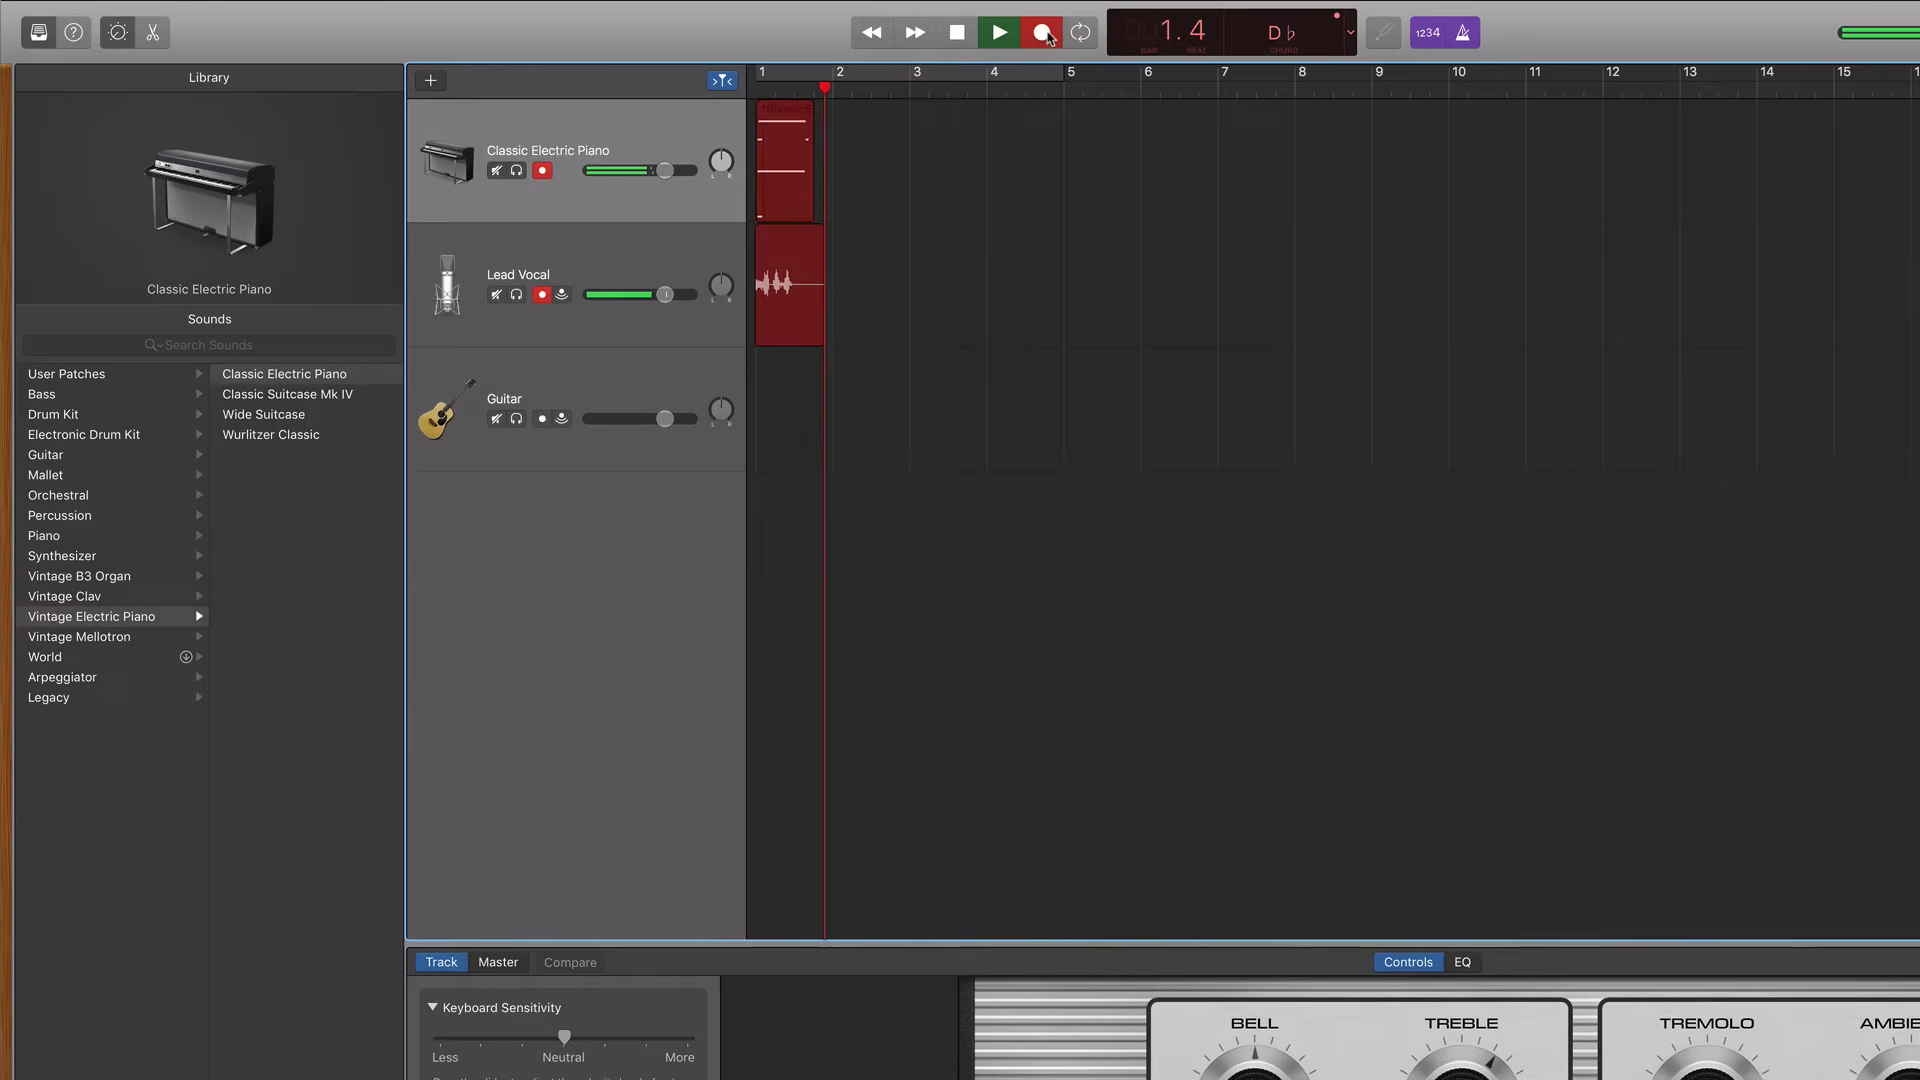 1. 4
D♭
BAR
BEAT
CHORD
1234
Library
Classic Electric Piano
Sounds
Search Sounds
User Patches
Bass
Drum Kit
Electronic Drum Kit
Guitar
Mallet
Orchestral
Percussion
Piano
Synthesizer
Vintage B3 Organ
Vintage Clav
Vintage Electric Piano
Vintage Mellotron
World
Arpeggiator
Legacy
Classic Electric Piano
Classic Suitcase Mk IV
Wide Suitcase
Wurlitzer Classic
1 2 3 4 5 6 7 8 9 10 11 12 13 14 15
Classic Electric Piano
L R
Lead Vocal
L R
Guitar
L R
Track Master Compare
Controls EQ
Keyboard Sensitivity
Less Neutral More
BELL TREBLE TREMOLO